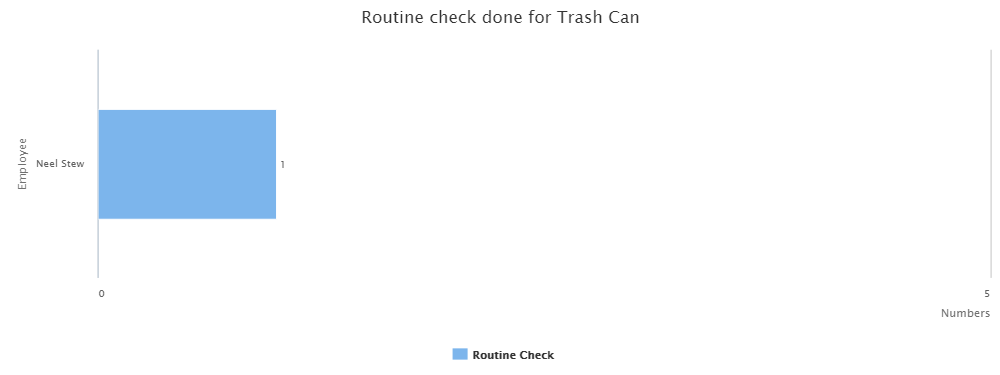 Routine check done for Trash Can
Employee
Neel Stew
1
0
5
Numbers
Routine Check